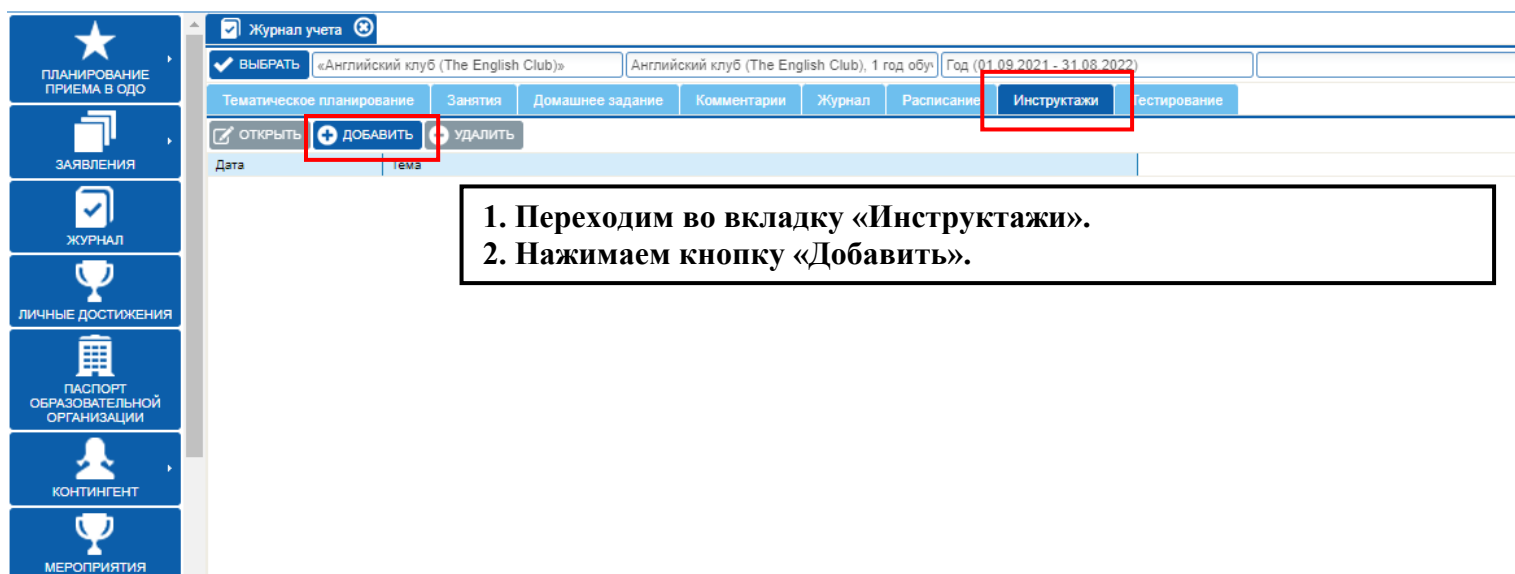 ПЛАНИРОВАНИЕ
ПРИЕМА В ОДО
ЗАЯВЛЕНИЯ
ЖУРНАЛ
ЛИЧНЫЕ ДОСТИЖЕНИЯ
ПАСПОРТ
ОБРАЗОВАТЕЛЬНОЙ
ОРГАНИЗАЦИИ
КОНТИНГЕНТ
МЕРОПРИЯТИЯ
Журнал учета
ВЫБРАТЬ «Английский клуб (The English Club)» Английский клуб (The English Club), 1 год обуч Год (01.09.2021 - 31.08.2022)
Тематическое планирование Занятия Домашнее задание Комментарии Журнал Расписание Инструктажи Тестирование
ОТКРЫТЬ ДОБАВИТЬ УДАЛИТЬ
Дата Тема
1. Переходим во вкладку «Инструктажи».
2. Нажимаем кнопку «Добавить».